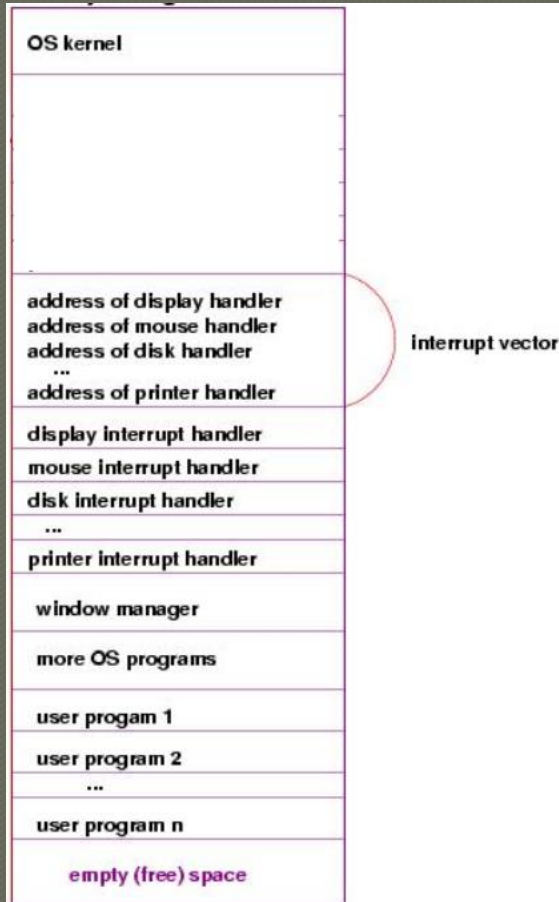 OS kernel
address of display handler
address of mouse handler
address of disk handler
...
address of printer handler
interrupt vector
display interrupt handler
mouse interrupt handler
disk interrupt handler
...
printer interrupt handler
window manager
more OS programs
user progam 1
user program 2
...
user program n
empty (free) space